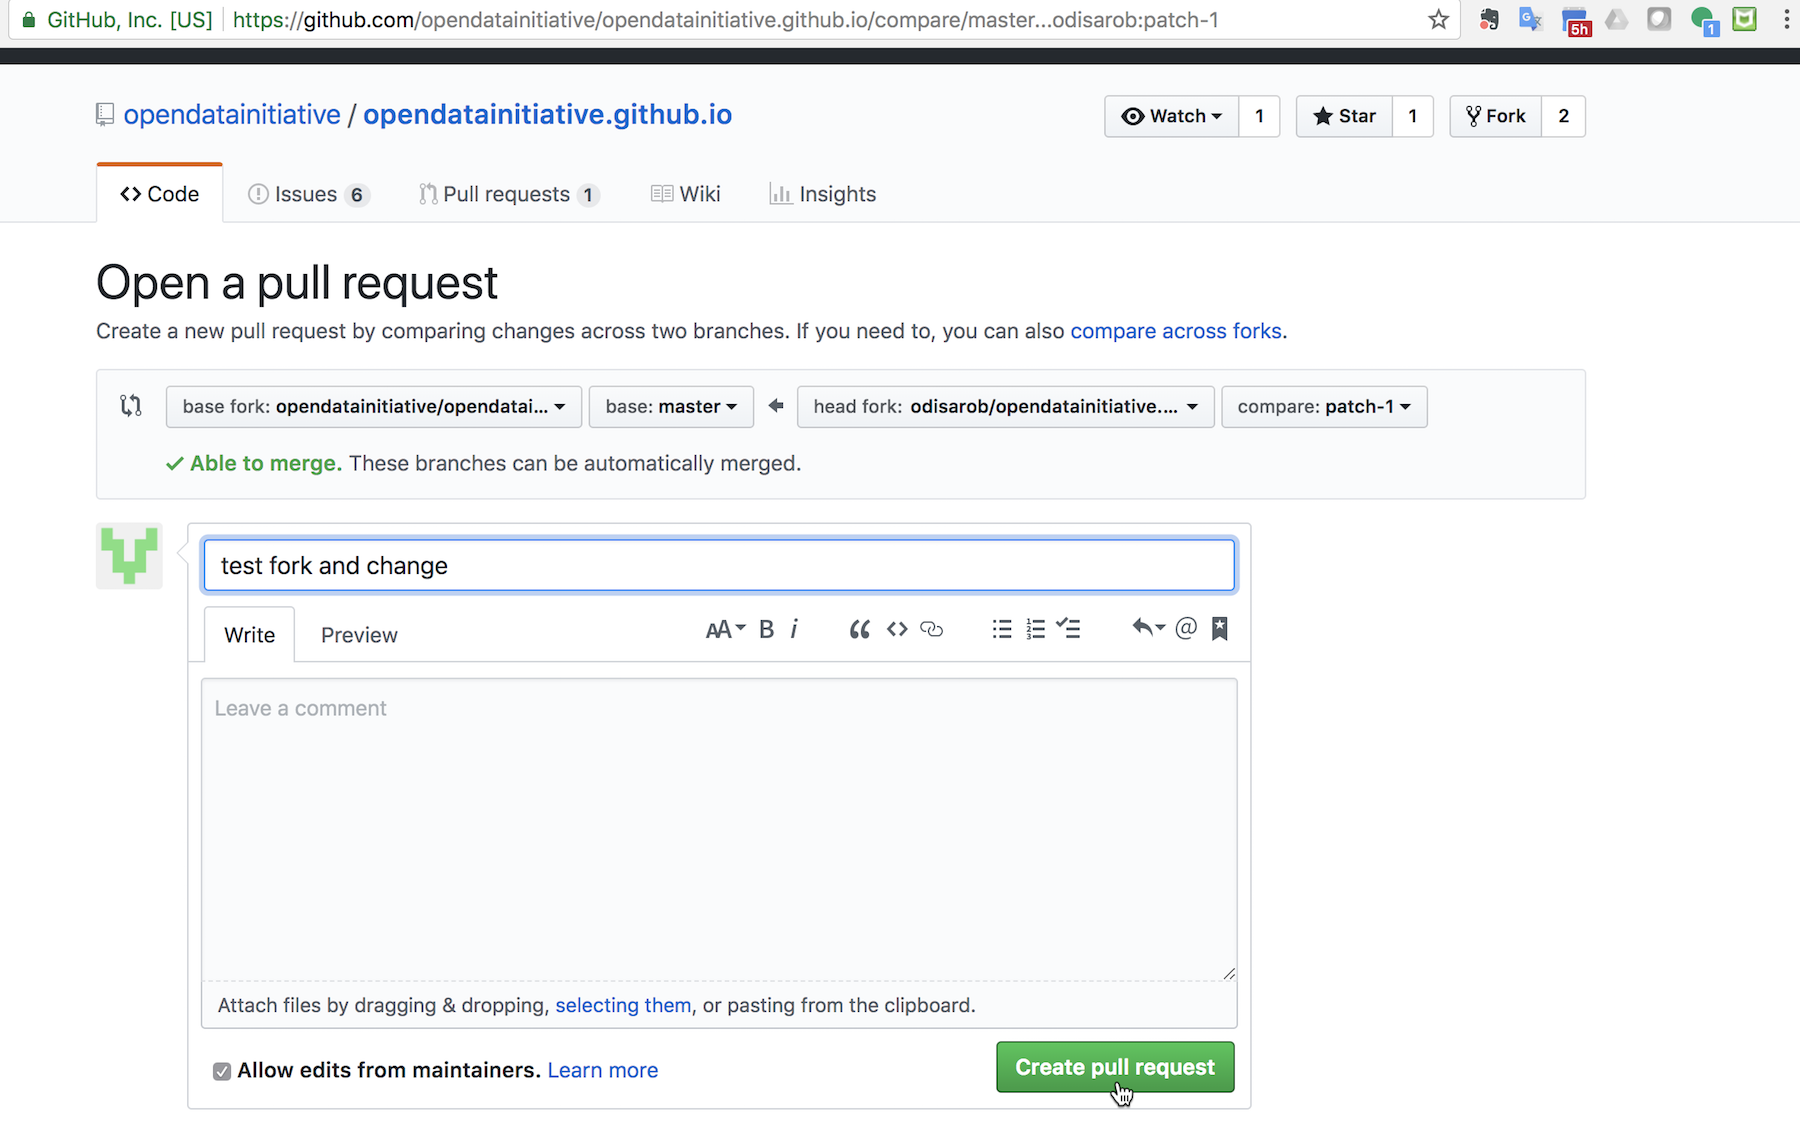 GitHub, Inc. [US] https://github.com/opendatainitiative/opendatainitiative.github.io/compare/master...odisarob:patch-1
5h
1
opendatainitiative / opendatainitiative.github.io
Watch 1 Star 1 Fork 2
Code Issues 6 Pull requests 1 Wiki Insights
Open a pull request
Create a new pull request by comparing changes across two branches. If you need to, you can also compare across forks.
base fork: opendatainitiative/opendatai... base: master head fork: odisarob/opendatainitiative.... compare: patch-1
Able to merge. These branches can be automatically merged.
test fork and change
Write Preview AA B i “ <> @
Leave a comment
Attach files by dragging & dropping, selecting them, or pasting from the clipboard.
Allow edits from maintainers. Learn more Create pull request